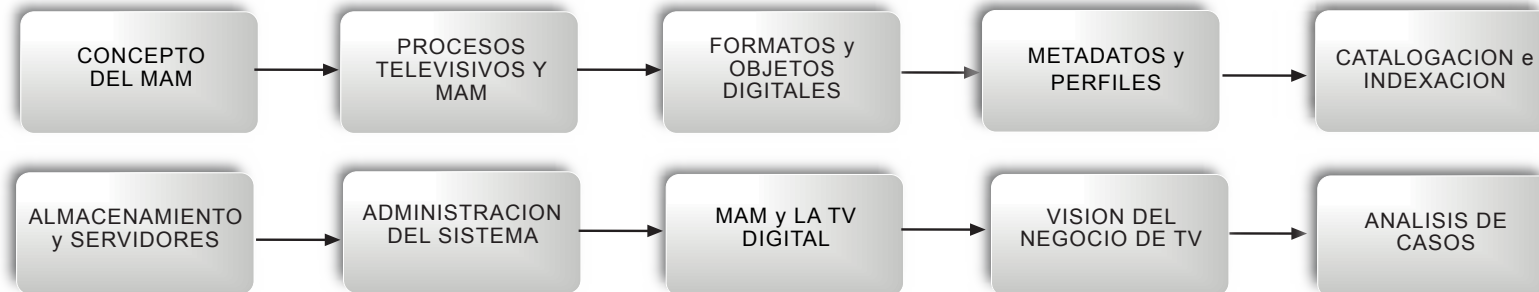 CONCEPTO
DEL MAM
PROCESOS
TELEVISIVOS Y
MAM
FORMATOS y
OBJETOS
DIGITALES
METADATOS y
PERFILES
CATALOGACION e
INDEXACION
ALMACENAMIENTO
y SERVIDORES
ADMINISTRACION
DEL SISTEMA
MAM y LA TV
DIGITAL
VISION DEL
NEGOCIO DE TV
ANALISIS DE
CASOS